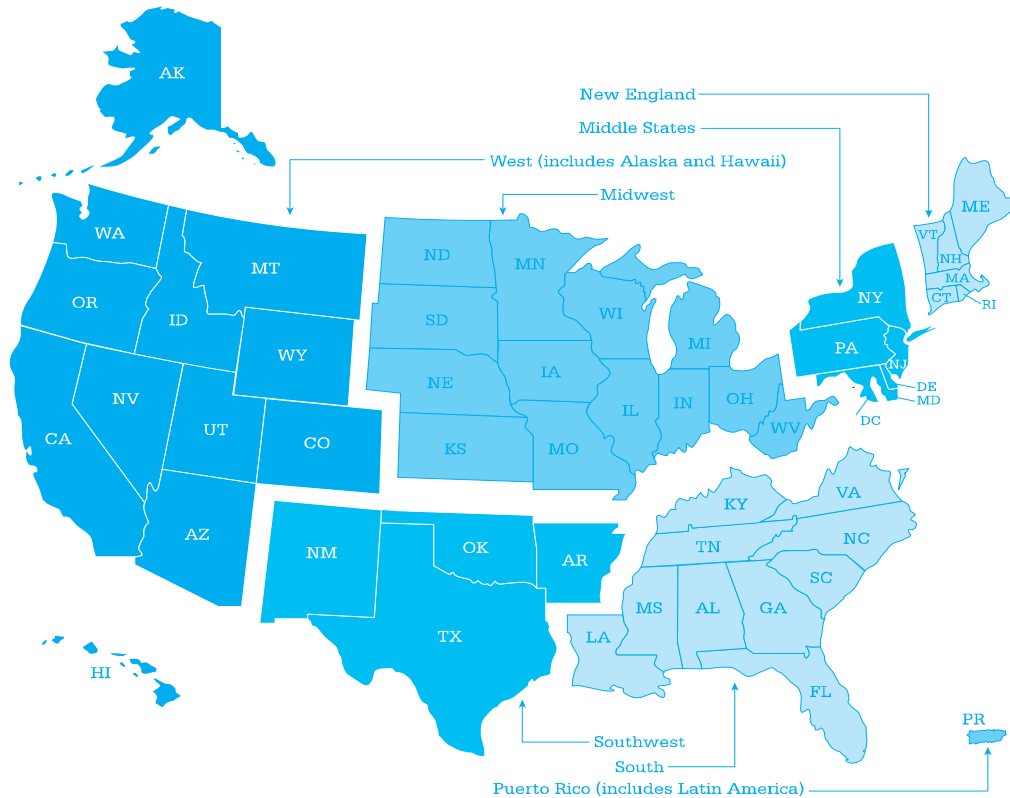 AK
New England
Middle States
West (includes Alaska and Hawaii)
Midwest
ME
VT
WA
NH
ND
MN
MT
MA
NY
CT
RI
OR
ID
SD
WI
MI
PA
WY
NJ
IA
NE
DE
NV
OH
MD
IL
IN
DC
UT
WV
CA
CO
KS
MO
VA
KY
AZ
NC
TN
OK
NM
AR
SC
MS
AL
GA
TX
LA
HI
FL
PR
Southwest
South
Puerto Rico (includes Latin America)